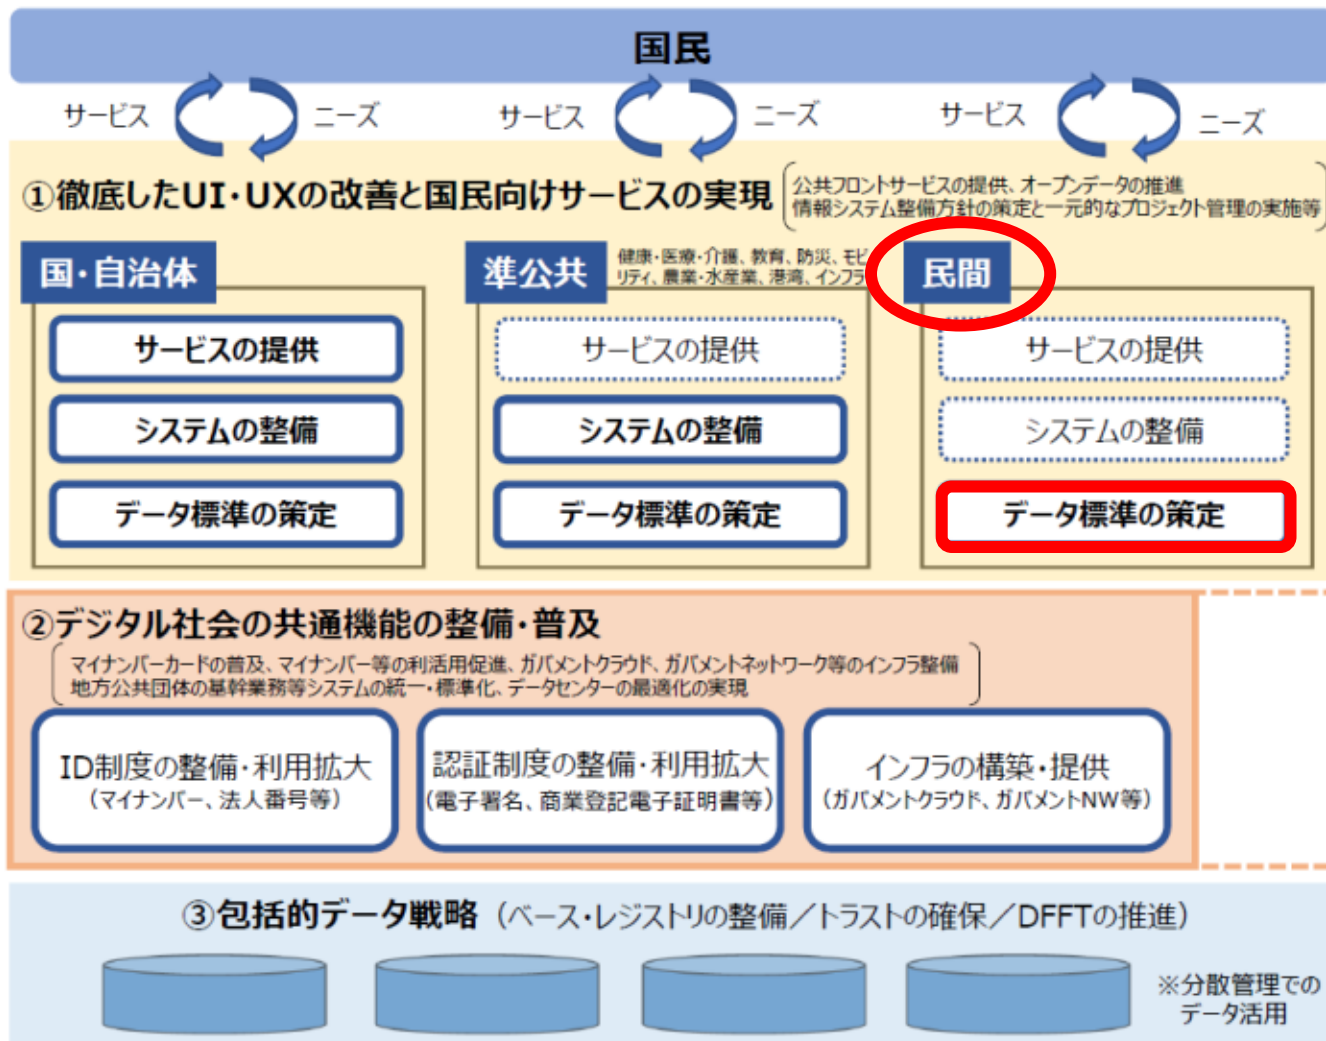 国民
サービス ニーズ サービス ニーズ サービス ニーズ
①徹底したUI・UXの改善と国民向けサービスの実現
公共フロントサービスの提供、オープンデータの推進
情報システム整備方針の策定と一元的なプロジェクト管理の実施等
国・自治体
サービスの提供
システムの整備
データ標準の策定
準公共
健康・医療・介護、教育、防災、モビ
リティ、農業・水産業、港湾、インフラ
サービスの提供
システムの整備
データ標準の策定
民間
サービスの提供
システムの整備
データ標準の策定
②デジタル社会の共通機能の整備・普及
マイナンバーカードの普及、マイナンバー等の利活用促進、ガバメントクラウド、ガバメントネットワーク等のインフラ整備
地方公共団体の基幹業務等システムの統一・標準化、データセンターの最適化の実現
ID制度の整備・利用拡大
（マイナンバー、法人番号等）
認証制度の整備・利用拡大
（電子署名、商業登記電子証明書等）
インフラの構築・提供
（ガバメントクラウド、ガバメントNW等）
③包括的データ戦略（ベース・レジストリの整備／トラストの確保／DFFTの推進）
※分散管理での
データ活用